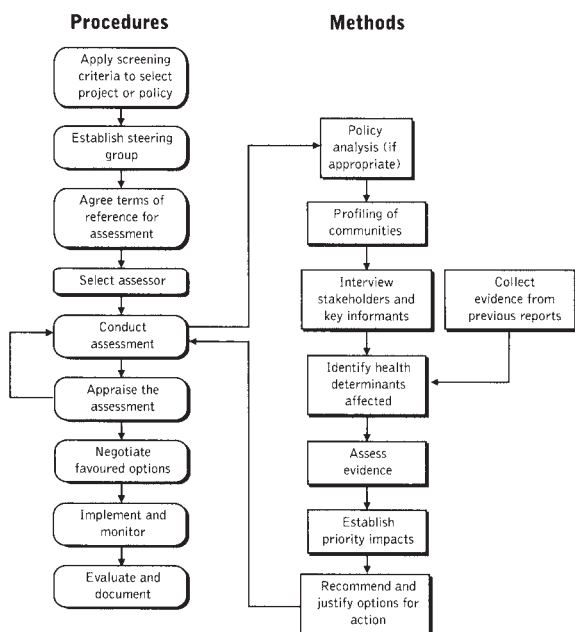 Procedures
Apply screening
criteria to select
project or policy
Establish steering
group
Agree terms of
reference for
assessment
Select assessor
Conduct
assessment
Appraise the
assessment
Negotiate
favoured options
Implement and
monitor
Evaluate and
document
Methods
Policy
analysis (if
appropriate)
Profiling of
communities
Interview
stakeholders and
key informants
Collect
evidence from
previous reports
Identify health
determinants
affected
Assess
evidence
Establish
priority impacts
Recommend and
justify options for
action